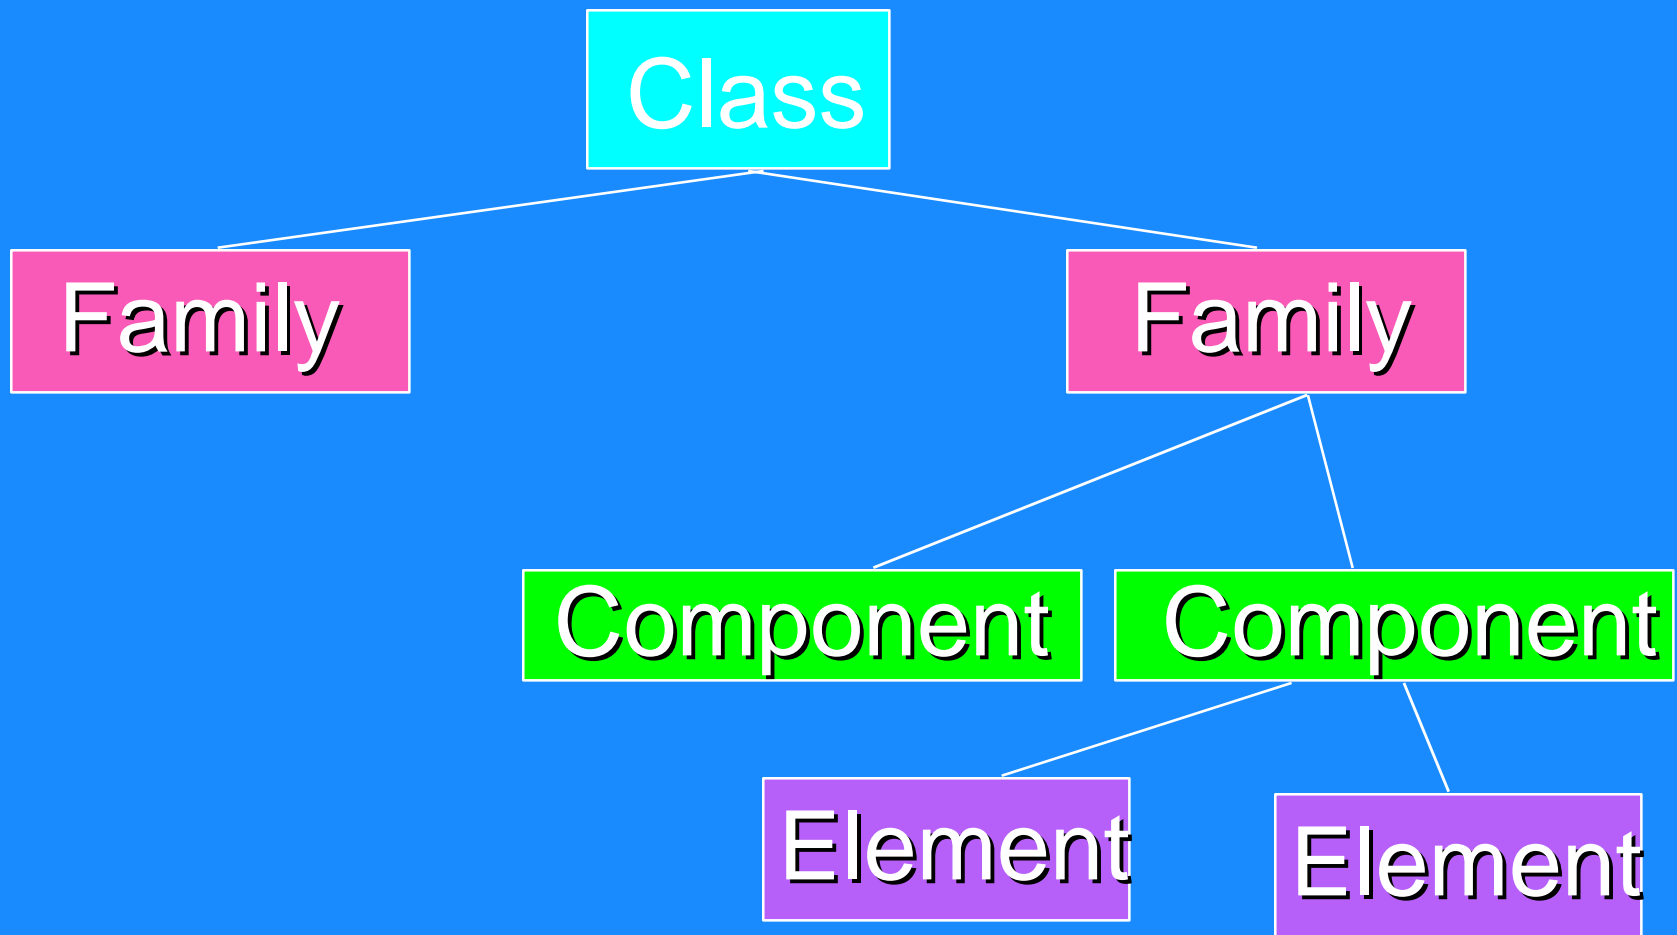 Class
Family
Family
Component
Component
Element
Element